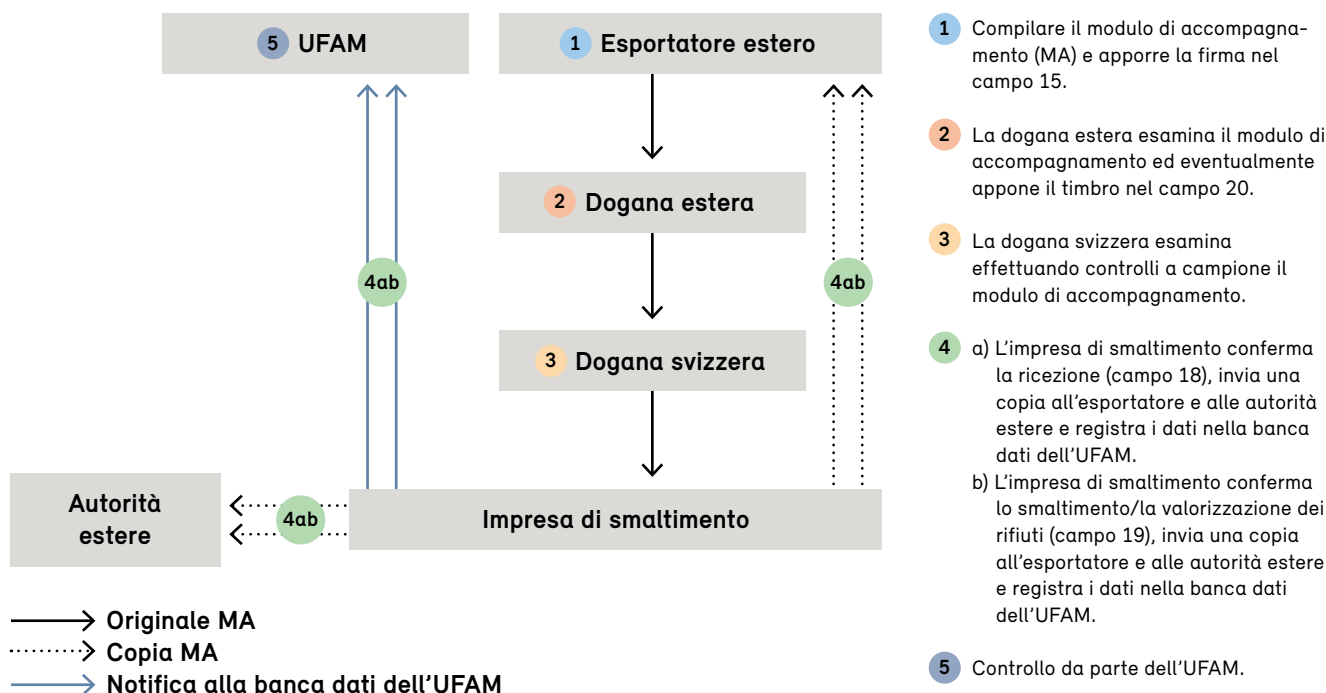 5 UFAM
1 Esportatore estero
2 Dogana estera
4ab
4ab
3 Dogana svizzera
Autorità
estere
4ab
Impresa di smaltimento
Originale MA
Copia MA
Notifica alla banca dati dell'UFAM
1 Compilare il modulo di accompagna-
mento (MA) e apporre la firma nel
campo 15.
2 La dogana estera esamina il modulo di
accompagnamento ed eventualmente
appone il timbro nel campo 20.
3 La dogana svizzera esamina
effettuando controlli a campione il
modulo di accompagnamento.
4 a) L'impresa di smaltimento conferma
la ricezione (campo 18), invia una
copia all'esportatore e alle autorità
estere e registra i dati nella banca
dati dell'UFAM.
b) L'impresa di smaltimento conferma
lo smaltimento/la valorizzazione dei
rifiuti (campo 19), invia una copia
all'esportatore e alle autorità estere
e registra i dati nella banca dati
dell'UFAM.
5 Controllo da parte dell'UFAM.